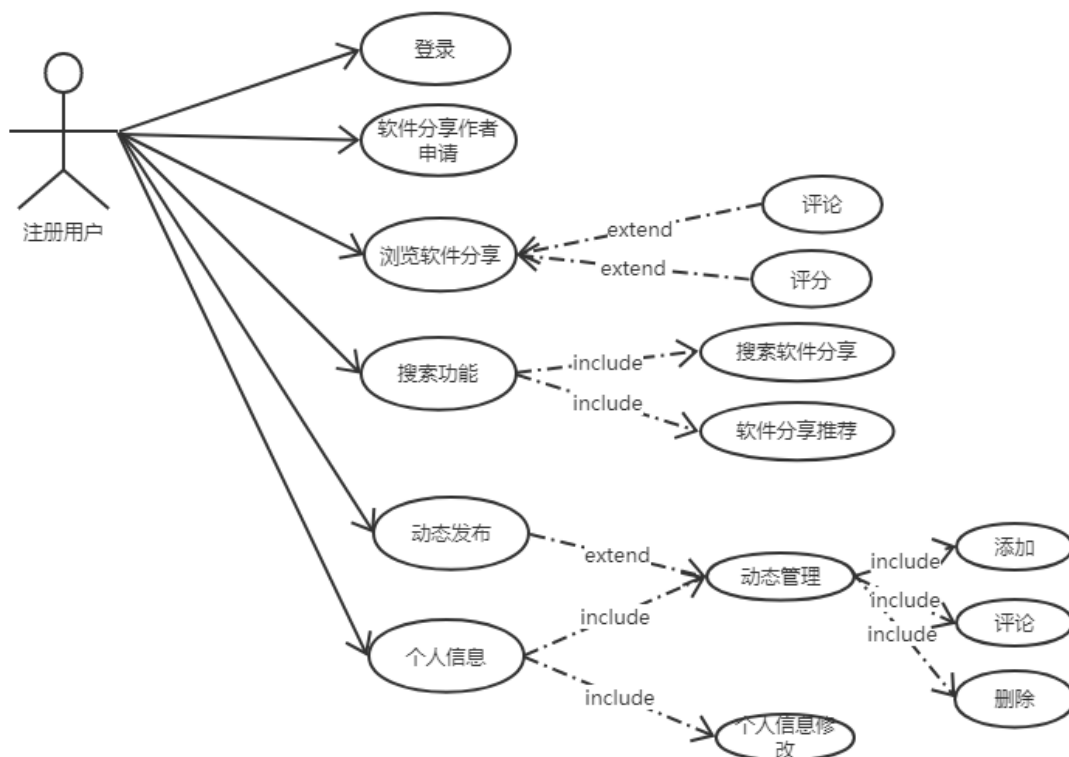 登录
软件分享作者
申请
注册用户
浏览软件分享
extend
评论
extend
评分
搜索功能
include
搜索软件分享
include
软件分享推荐
动态发布
extend
动态管理
include
添加
include
评论
include
删除
个人信息
include
include
个人信息修
改